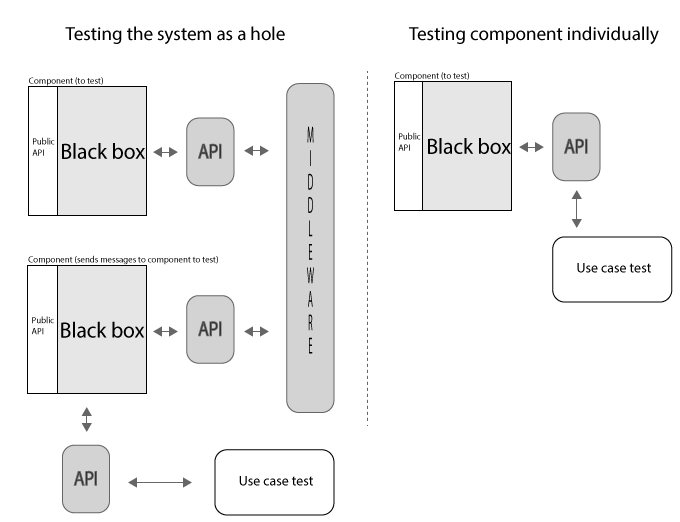 Testing the system as a hole
Component (to test)
Public
API
Black box
API
MIDDLEWARE
Component (sends messages to component to test)
Public
API
Black box
API
API
Use case test
Testing component individually
Component (to test)
Public
API
Black box
API
Use case test